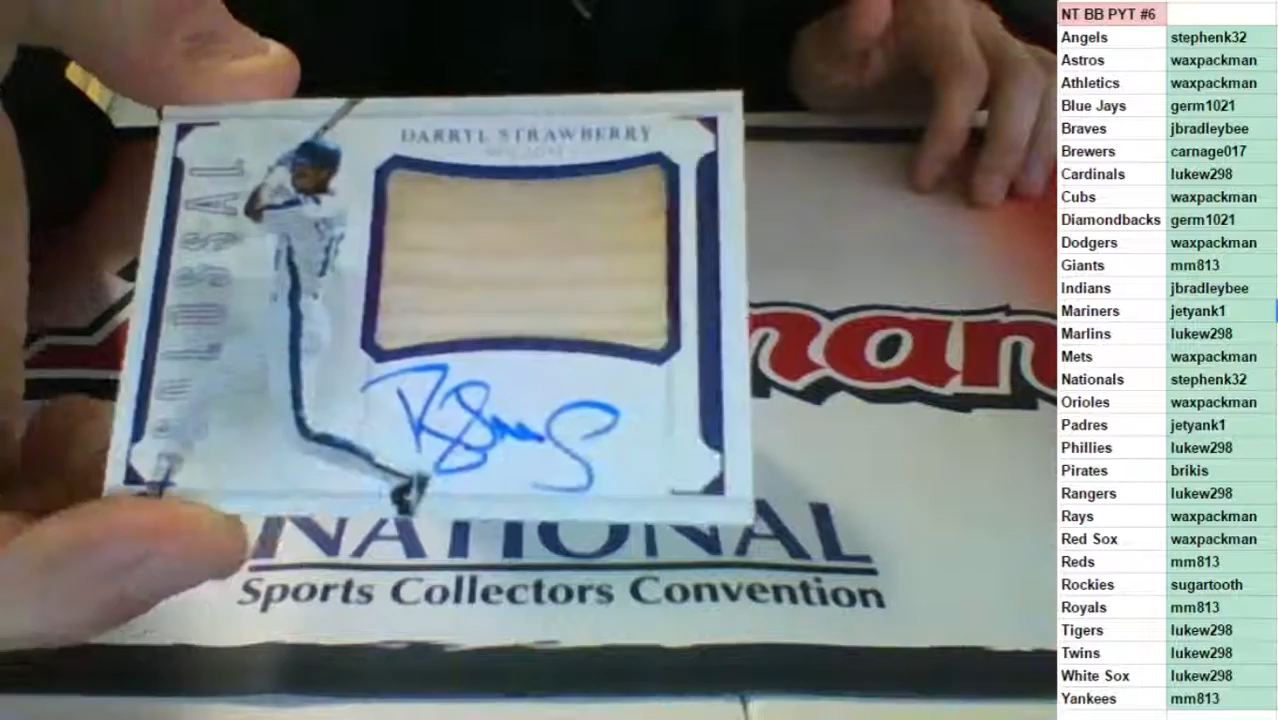 DARRYL STRAWBERRY
COLOSSAL
man
NATIONAL
Sports Collectors Convention
NT BB PYT #6
Angels stephenk32
Astros waxpackman
Athletics waxpackman
Blue Jays germ1021
Braves jbradleybee
Brewers carnage017
Cardinals lukew298
Cubs waxpackman
Diamondbacks germ1021
Dodgers waxpackman
Giants mm813
Indians jbradleybee
Mariners jetyank1
Marlins lukew298
Mets waxpackman
Nationals stephenk32
Orioles waxpackman
Padres jetyank1
Phillies lukew298
Pirates brikis
Rangers lukew298
Rays waxpackman
Red Sox waxpackman
Reds mm813
Rockies sugartooth
Royals mm813
Tigers lukew298
Twins lukew298
White Sox lukew298
Yankees mm813